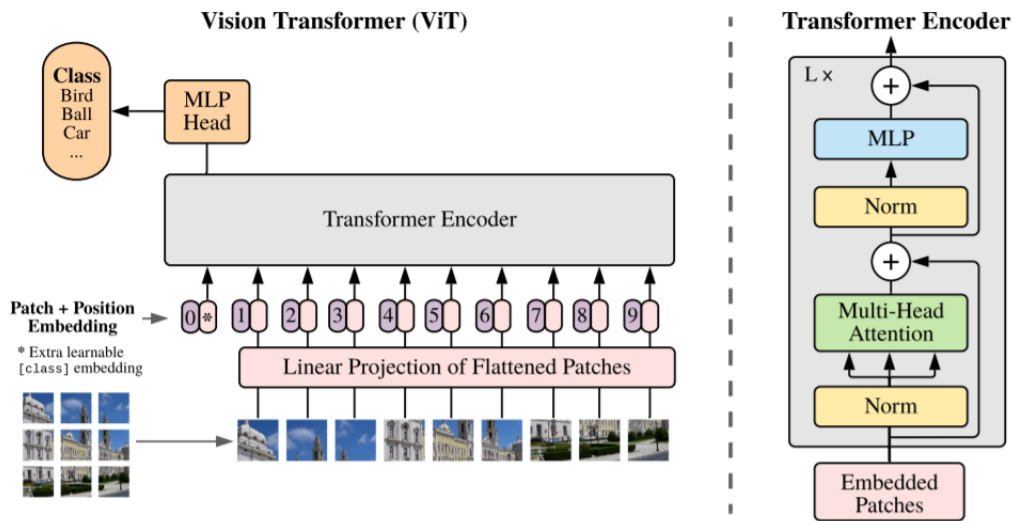 Vision Transformer (ViT)
Class
Bird
Ball
Car
...
MLP
Head
Transformer Encoder
Patch + Position
Embedding
0 * 1 2 3 4 5 6 7 8 9
* Extra learnable
[class] embedding
Linear Projection of Flattened Patches
Transformer Encoder
L ×
+
MLP
Norm
+
Multi-Head
Attention
Norm
Embedded
Patches